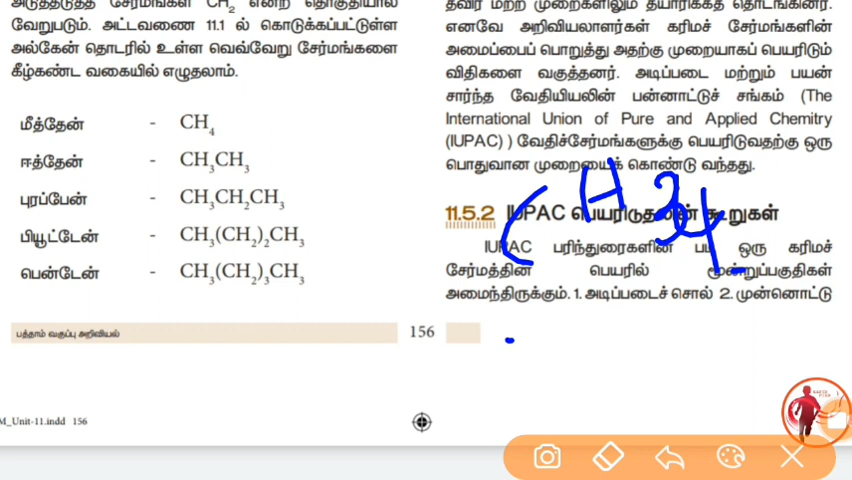 அடுத்தடுத்த சேர்மங்கள் CH₂ என்ற தொகுதியால்
வேறுபடும். அட்டவணை 11.1 ல் கொடுக்கப்பட்டுள்ள
அல்கேன் தொடரில் உள்ள வெவ்வேறு சேர்மங்களை
கீழ்கண்ட வகையில் எழுதலாம்.
மீத்தேன் - CH₄
ஈத்தேன் - CH₃CH₃
புரப்பேன் - CH₃CH₂CH₃
பியூட்டேன் - CH₃(CH₂)₂CH₃
பென்டேன் - CH₃(CH₂)₃CH₃
தவிர மற்ற முறைகளிலும் தயாரிக்கத் தொடங்கினர்.
எனவே அறிவியலாளர்கள் கரிமச் சேர்மங்களின்
அமைப்பைப் பொறுத்து அதற்கு முறையாகப் பெயரிடும்
விதிகளை வகுத்தனர். அடிப்படை மற்றும் பயன்
சார்ந்த வேதியியலின் பன்னாட்டுச் சங்கம் (The
International Union of Pure and Applied Chemitry
(IUPAC) ) வேதிச்சேர்மங்களுக்கு பெயரிடுவதற்கு ஒரு
பொதுவான முறையைக் கொண்டு வந்தது.
11.5.2 IUPAC பெயரிடுதலின் கூறுகள்
IUPAC பரிந்துரைகளின் படி ஒரு கரிமச்
சேர்மத்தின் பெயரில் மூன்றுப்பகுதிகள்
அமைந்திருக்கும். 1. அடிப்படைச் சொல் 2. முன்னொட்டு
CH
பத்தாம் வகுப்பு அறிவியல் 156
M_Unit-11.indd 156